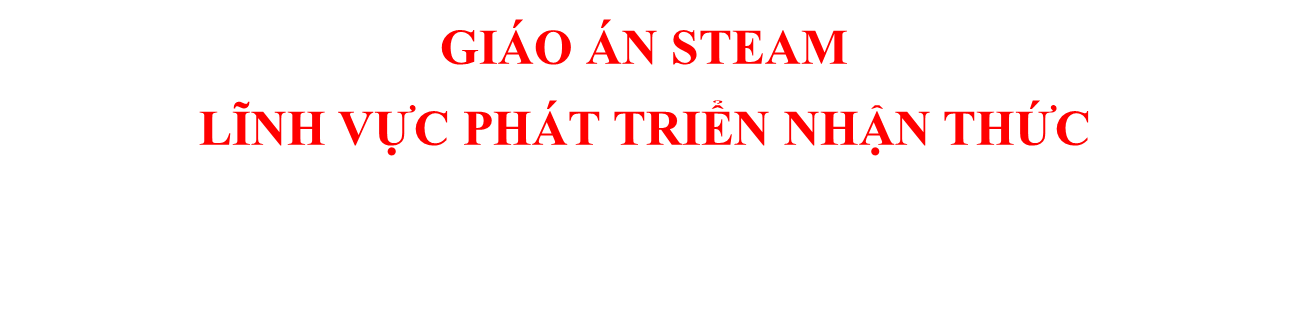 GIÁO ÁN STEAM
LĨNH VỰC PHÁT TRIỂN NHẬN THỨC